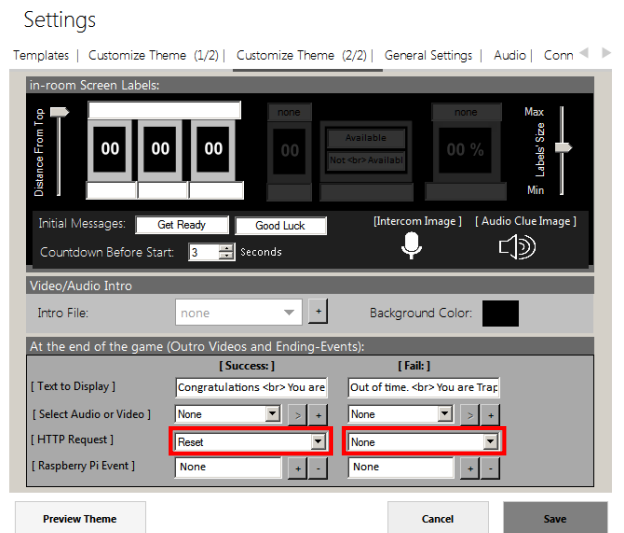 Settings
Templates | Customize Theme (1/2) | Customize Theme (2/2) | General Settings | Audio | Conn
in-room Screen Labels:
Distance From Top
00
00
00
none
00
Available
Not <br> Availabl
none
00 %
Max
Labels' Size
Min
Initial Messages:
Get Ready
Good Luck
[Intercom Image ]
[ Audio Clue Image ]
Countdown Before Start:
3
Seconds
Video/Audio Intro
Intro File:
none
+
Background Color:
At the end of the game (Outro Videos and Ending-Events):
[ Success: ]
[ Fail: ]
[ Text to Display ]
Congratulations <br> You are
Out of time. <br> You are Trap
[ Select Audio or Video ]
None
>
+
None
>
+
[ HTTP Request ]
Reset
None
[ Raspberry Pi Event ]
None
+
-
None
+
-
Preview Theme
Cancel
Save